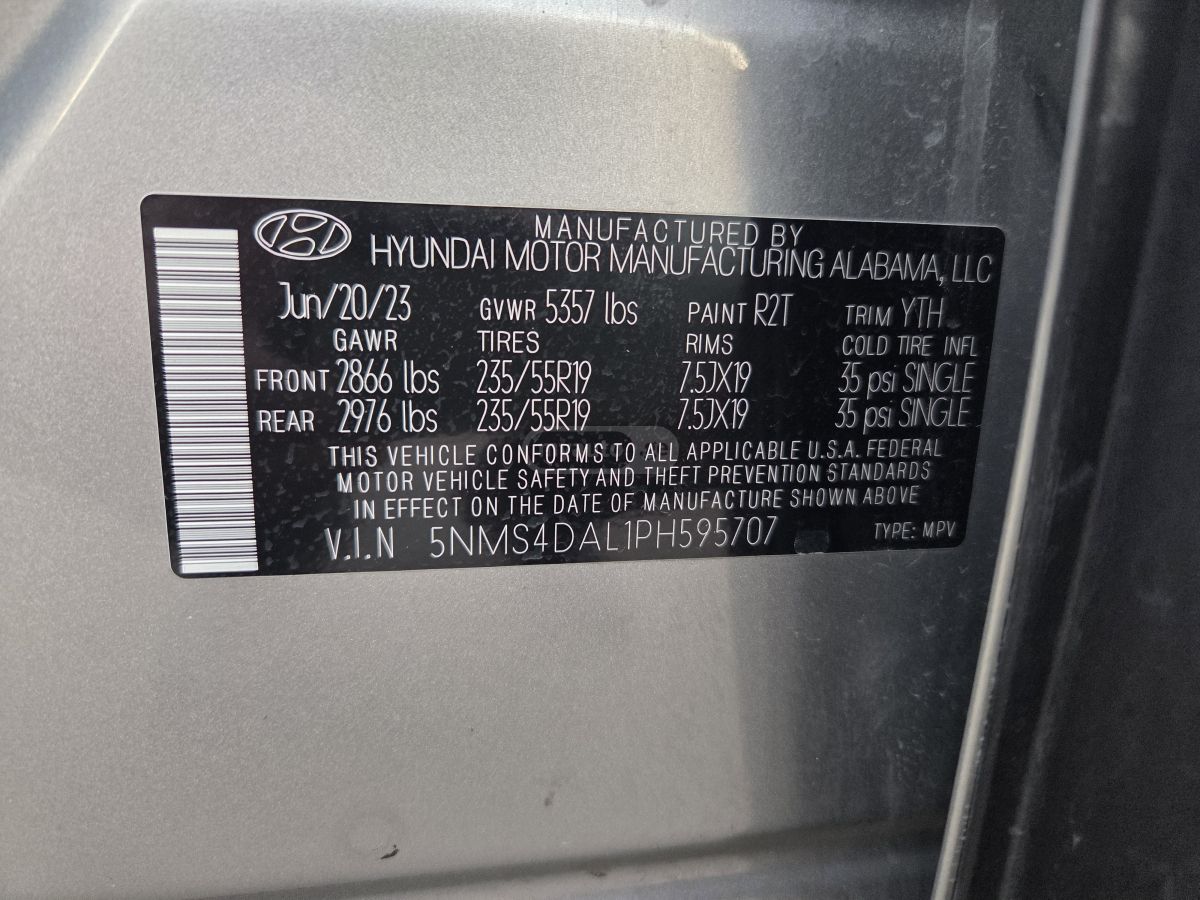 MANUFACTURED BY
HYUNDAI MOTOR MANUFACTURING ALABAMA, LLC
Jun/20/23 GVWR 5357 lbs PAINT R2T TRIM YTH
GAWR TIRES RIMS COLD TIRE INFL
FRONT 2866 lbs 235/55R19 7.5JX19 35 psi SINGLE
REAR 2976 lbs 235/55R19 7.5JX19 35 psi SINGLE
THIS VEHICLE CONFORMS TO ALL APPLICABLE U.S.A. FEDERAL
MOTOR VEHICLE SAFETY AND THEFT PREVENTION STANDARDS
IN EFFECT ON THE DATE OF MANUFACTURE SHOWN ABOVE
V.I.N 5NMS4DAL1PH595707 TYPE: MPV